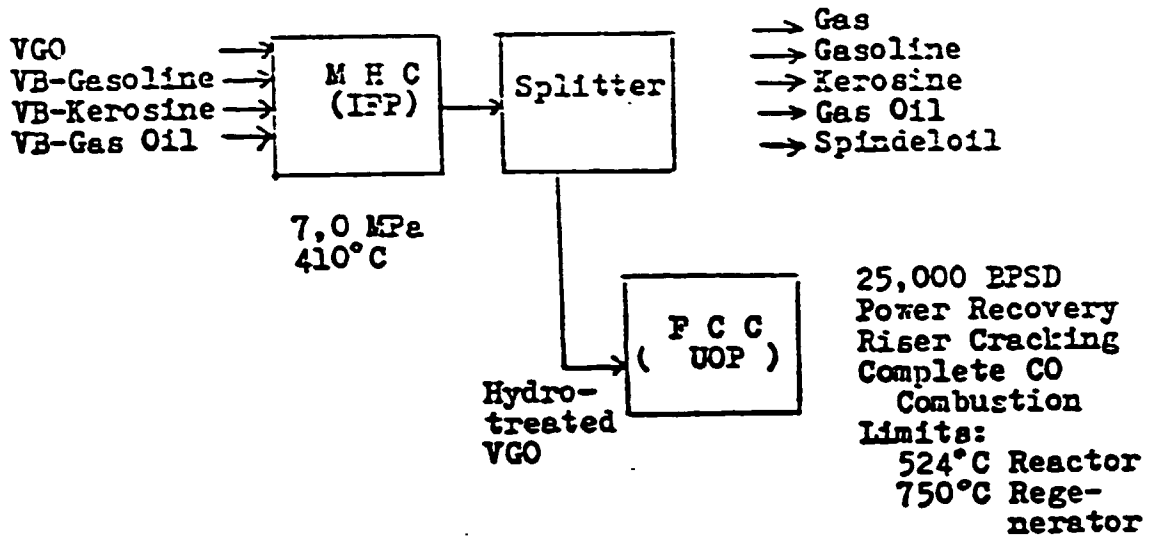 VGO
VB-Gasoline
VB-Kerosine
VB-Gas Oil
M H C
(IFP)
7,0 MPa
410°C
Splitter
Gas
Gasoline
Kerosine
Gas Oil
Spindeloil
Hydro-
treated
VGO
F C C
( UOP )
25,000 BPSD
Power Recovery
Riser Cracking
Complete CO
Combustion
Limits:
524°C Reactor
750°C Rege-
nerator